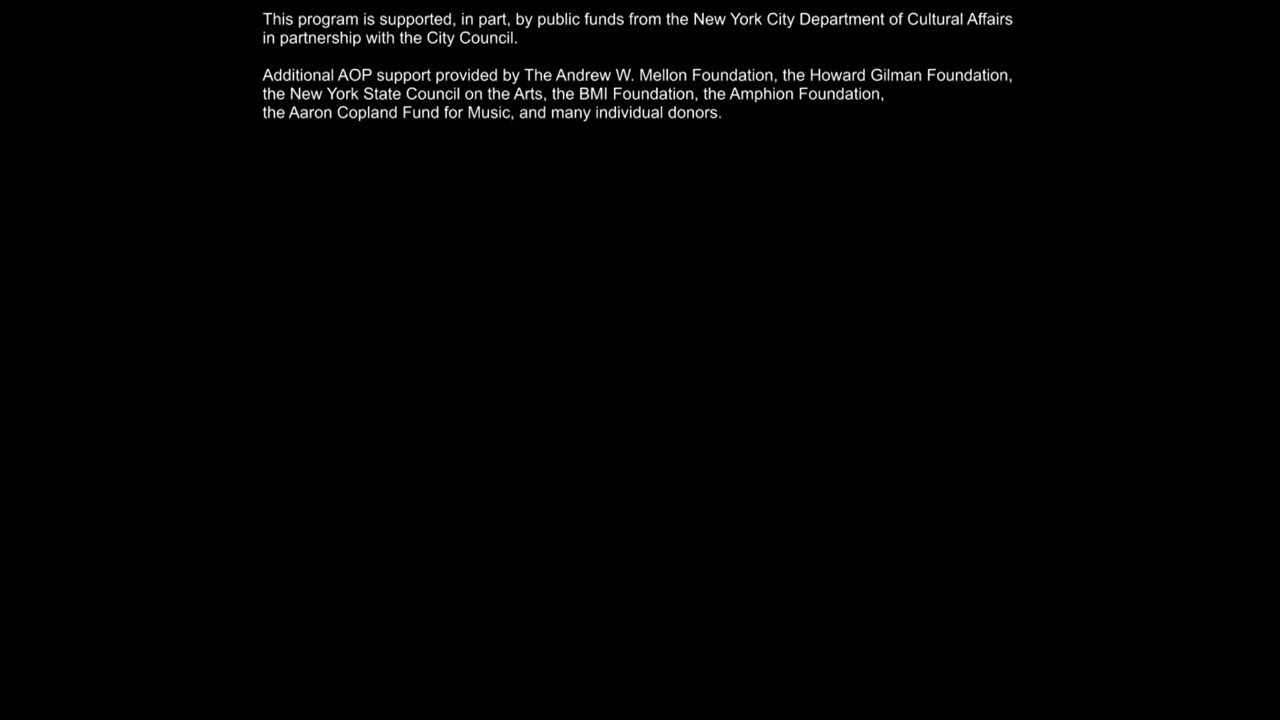 This program is supported, in part, by public funds from the New York City Department of Cultural Affairs
in partnership with the City Council.
Additional AOP support provided by The Andrew W. Mellon Foundation, the Howard Gilman Foundation,
the New York State Council on the Arts, the BMI Foundation, the Amphion Foundation,
the Aaron Copland Fund for Music, and many individual donors.